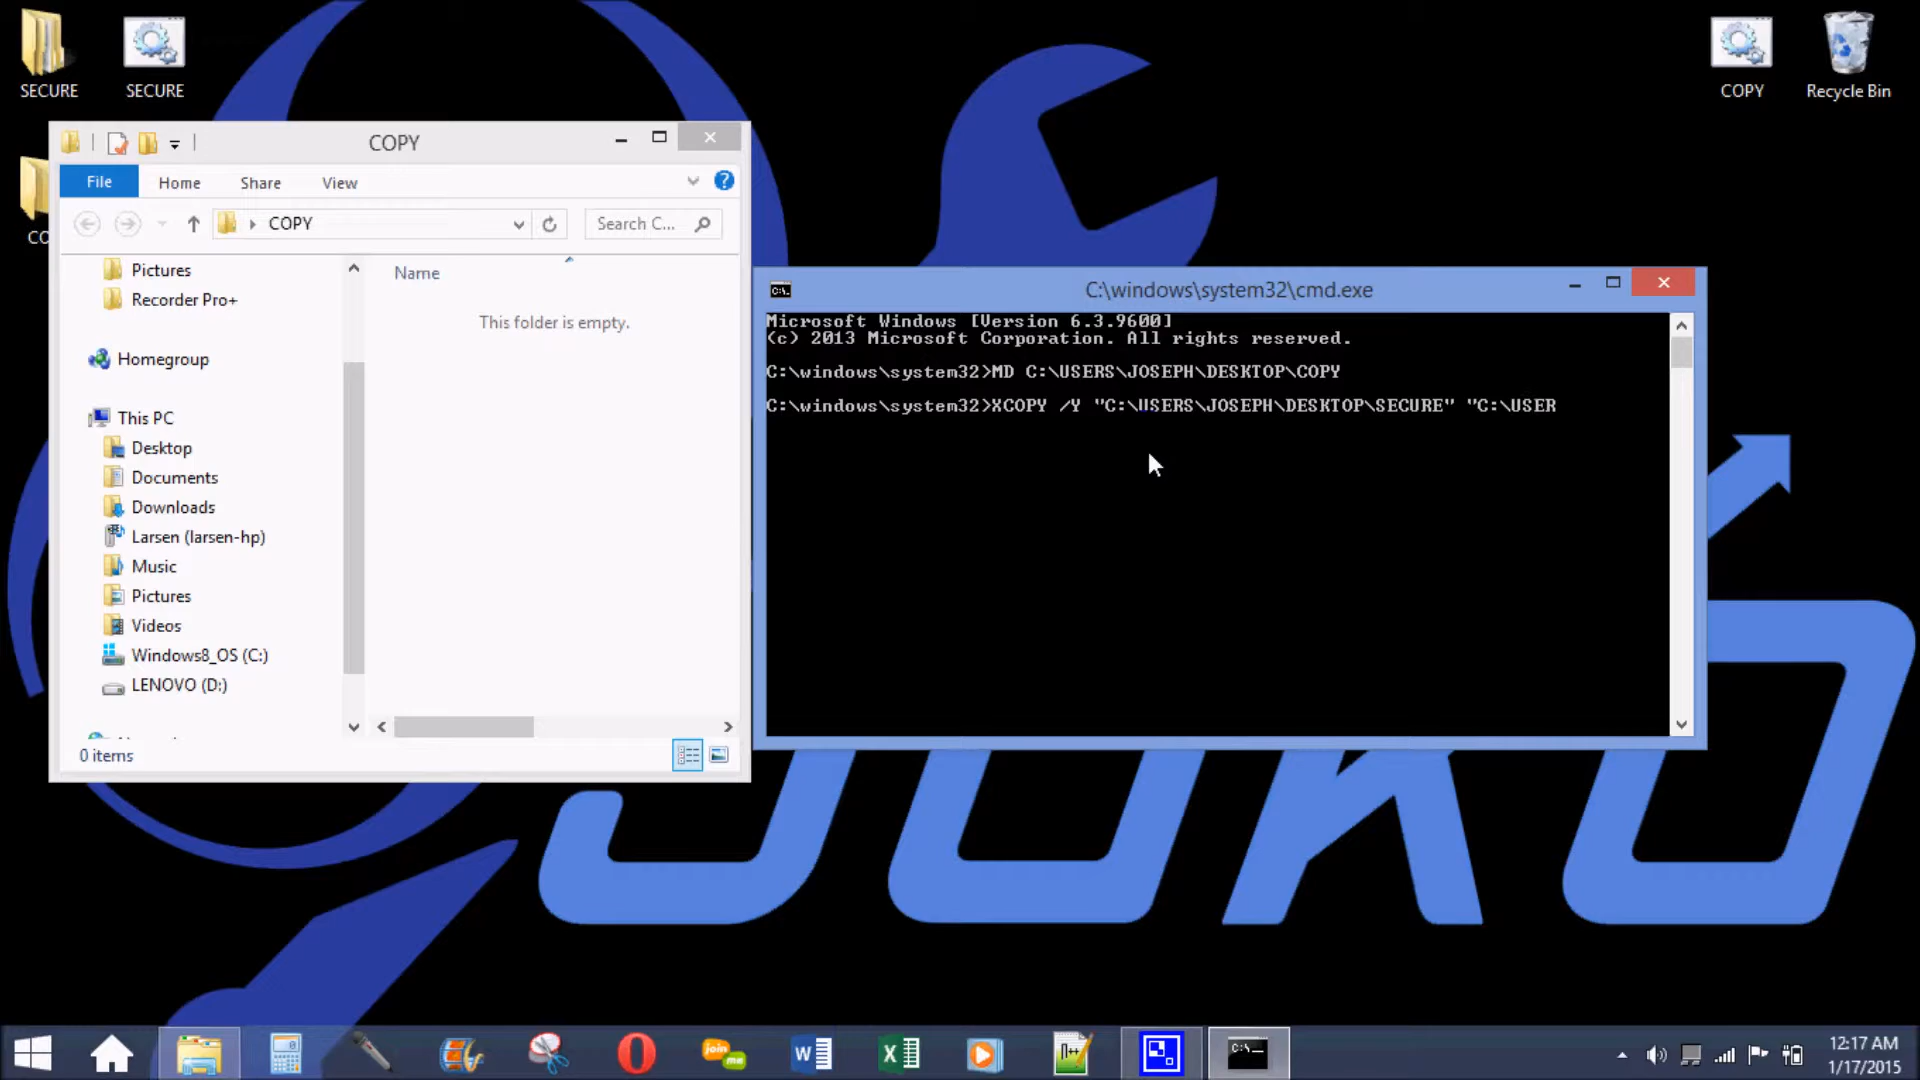 SECURE
SECURE
COPY
Recycle Bin
CO
COPY
File
Home
Share
View
COPY
Search C...
Pictures
Recorder Pro+
Homegroup
This PC
Desktop
Documents
Downloads
Larsen (larsen-hp)
Music
Pictures
Videos
Windows8_OS (C:)
LENOVO (D:)
Name
This folder is empty.
0 items
C:\windows\system32\cmd.exe
Microsoft Windows [Version 6.3.9600]
(c) 2013 Microsoft Corporation. All rights reserved.
C:\windows\system32>MD C:\USERS\JOSEPH\DESKTOP\COPY
C:\windows\system32>XCOPY /Y "C:\USERS\JOSEPH\DESKTOP\SECURE" "C:\USER
join me
12:17 AM
1/17/2015